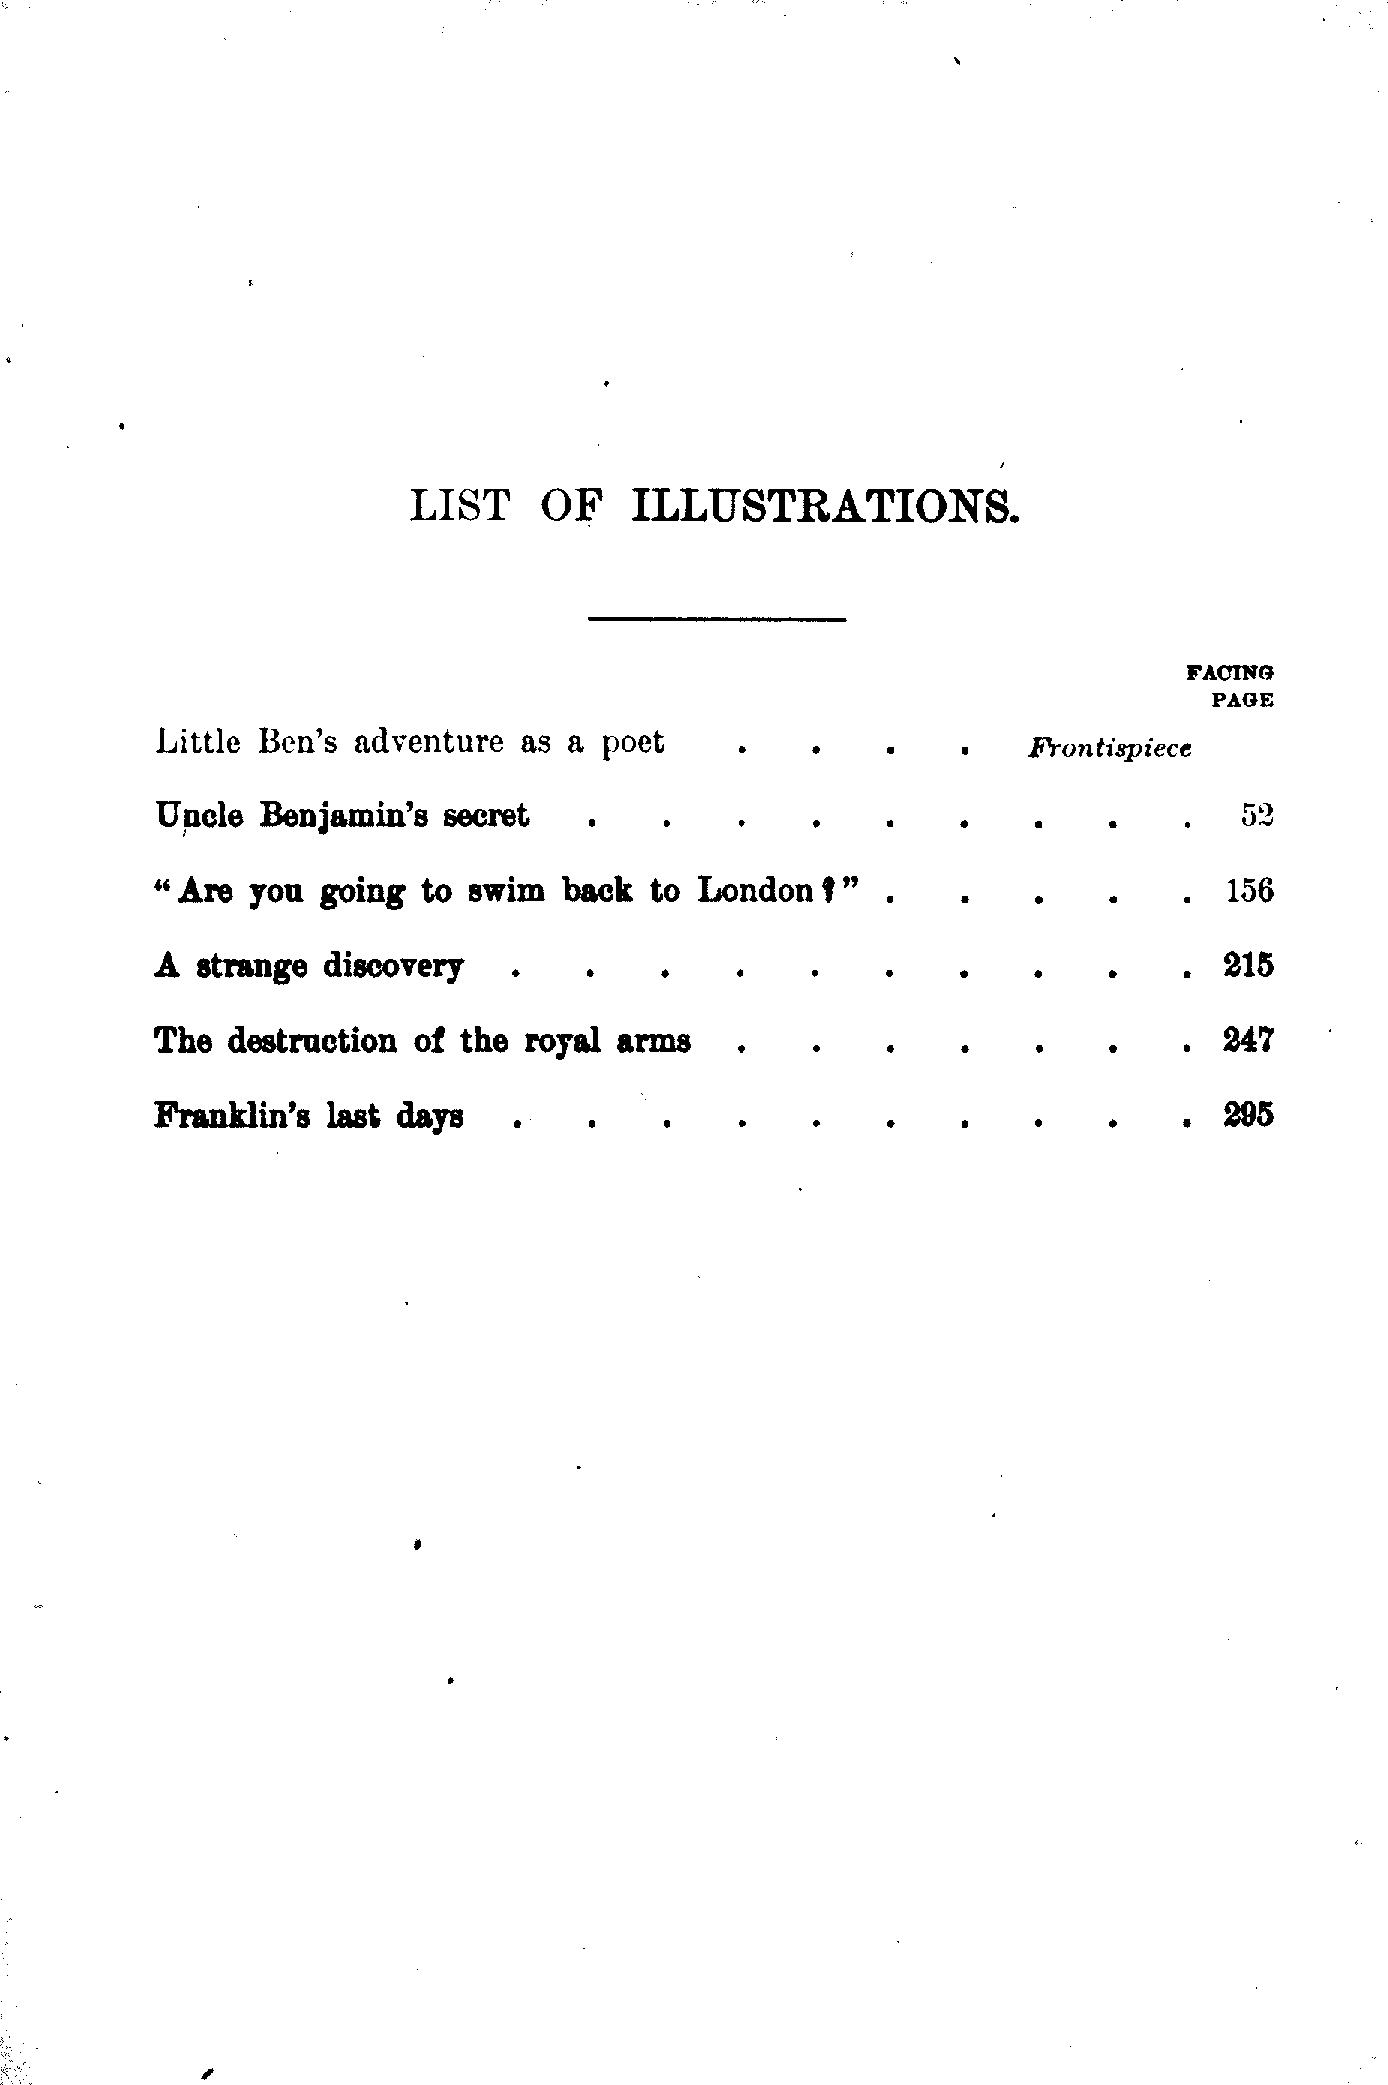 LIST OF ILLUSTRATIONS.
FACING
PAGE
Little Ben's adventure as a poet . . . . Frontispiece
Uncle Benjamin's secret . . . . . . . . . 52
“Are you going to swim back to London?” . . . . . 156
A strange discovery . . . . . . . . . . 215
The destruction of the royal arms . . . . . . . 247
Franklin's last days . . . . . . . . . . 295